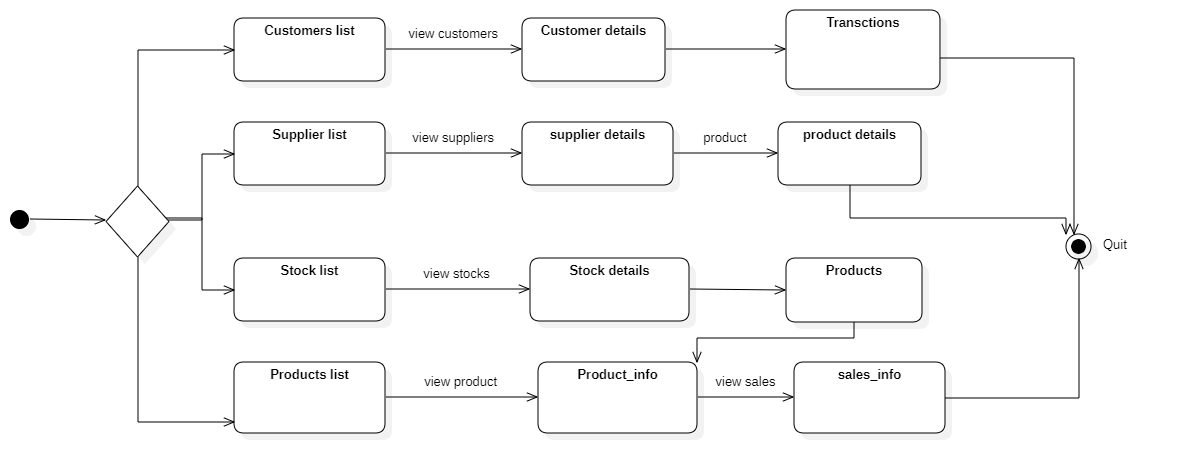 Customers list
view customers
Customer details
Transctions
Supplier list
view suppliers
supplier details
product
product details
Quit
Stock list
view stocks
Stock details
Products
Products list
view product
Product_info
view sales
sales_info